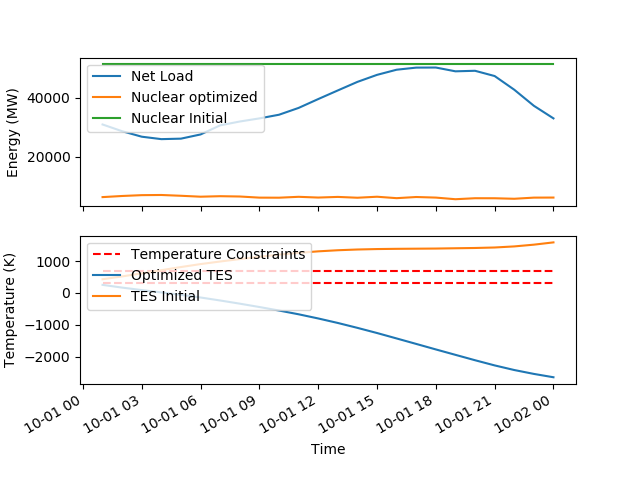 Energy (MW)
40000
20000
Net Load
Nuclear optimized
Nuclear Initial
Temperature (K)
1000
0
−1000
−2000
Temperature Constraints
Optimized TES
TES Initial
10-01 00
10-01 03
10-01 06
10-01 09
10-01 12
10-01 15
10-01 18
10-01 21
10-02 00
Time